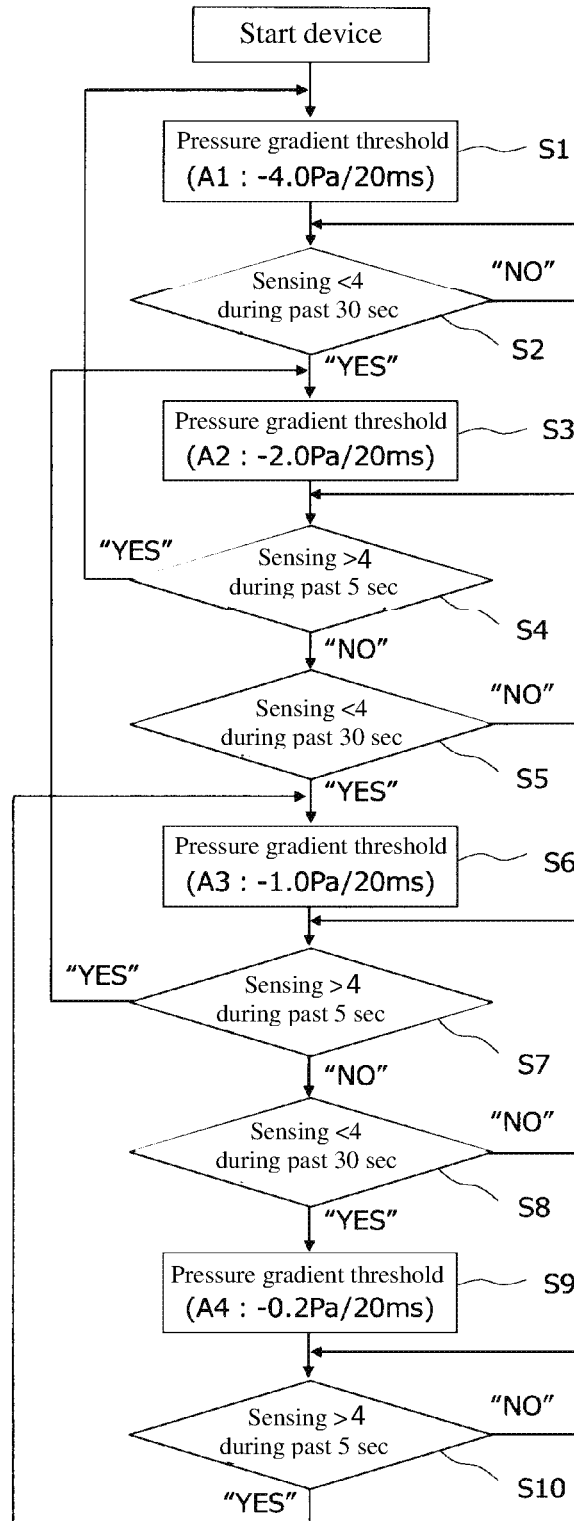 Start device
Pressure gradient threshold
(A1 : -4.0Pa/20ms)
S1
Sensing <4
during past 30 sec
"NO"
S2
"YES"
Pressure gradient threshold
(A2 : -2.0Pa/20ms)
S3
"YES"
Sensing >4
during past 5 sec
S4
"NO"
Sensing <4
during past 30 sec
"NO"
S5
"YES"
Pressure gradient threshold
(A3 : -1.0Pa/20ms)
S6
"YES"
Sensing >4
during past 5 sec
S7
"NO"
Sensing <4
during past 30 sec
"NO"
S8
"YES"
Pressure gradient threshold
(A4 : -0.2Pa/20ms)
S9
Sensing >4
during past 5 sec
"NO"
S10
"YES"